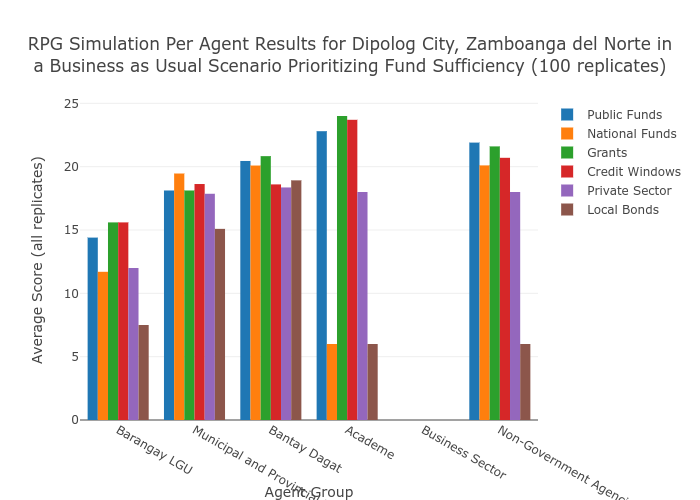 RPG Simulation Per Agent Results for Dipolog City, Zamboanga del Norte in
a Business as Usual Scenario Prioritizing Fund Sufficiency (100 replicates)
Average Score (all replicates)
25
20
15
10
5
0
Public Funds
National Funds
Grants
Credit Windows
Private Sector
Local Bonds
Barangay LGU
Municipal and
Bantay Dagat
Academe
Business Sector
Non-Government
Agent Group